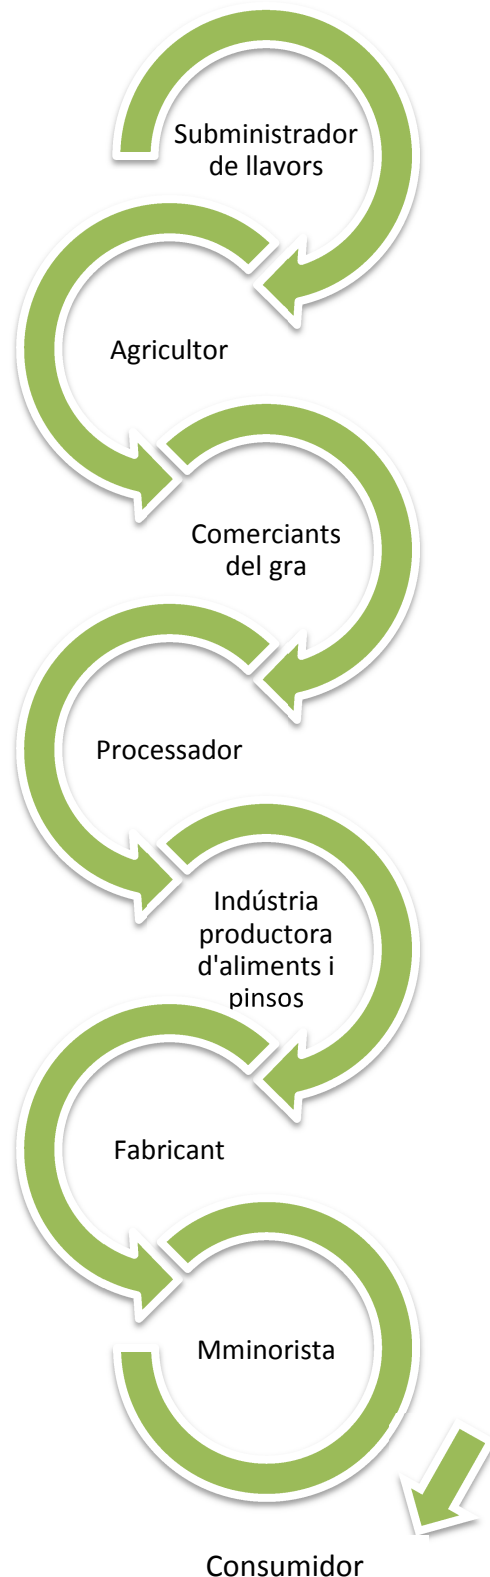 Subministrador
de llavors
Agricultor
Comerciants
del gra
Processador
Indústria
productora
d'aliments i
pinsos
Fabricant
Mminorista
Consumidor